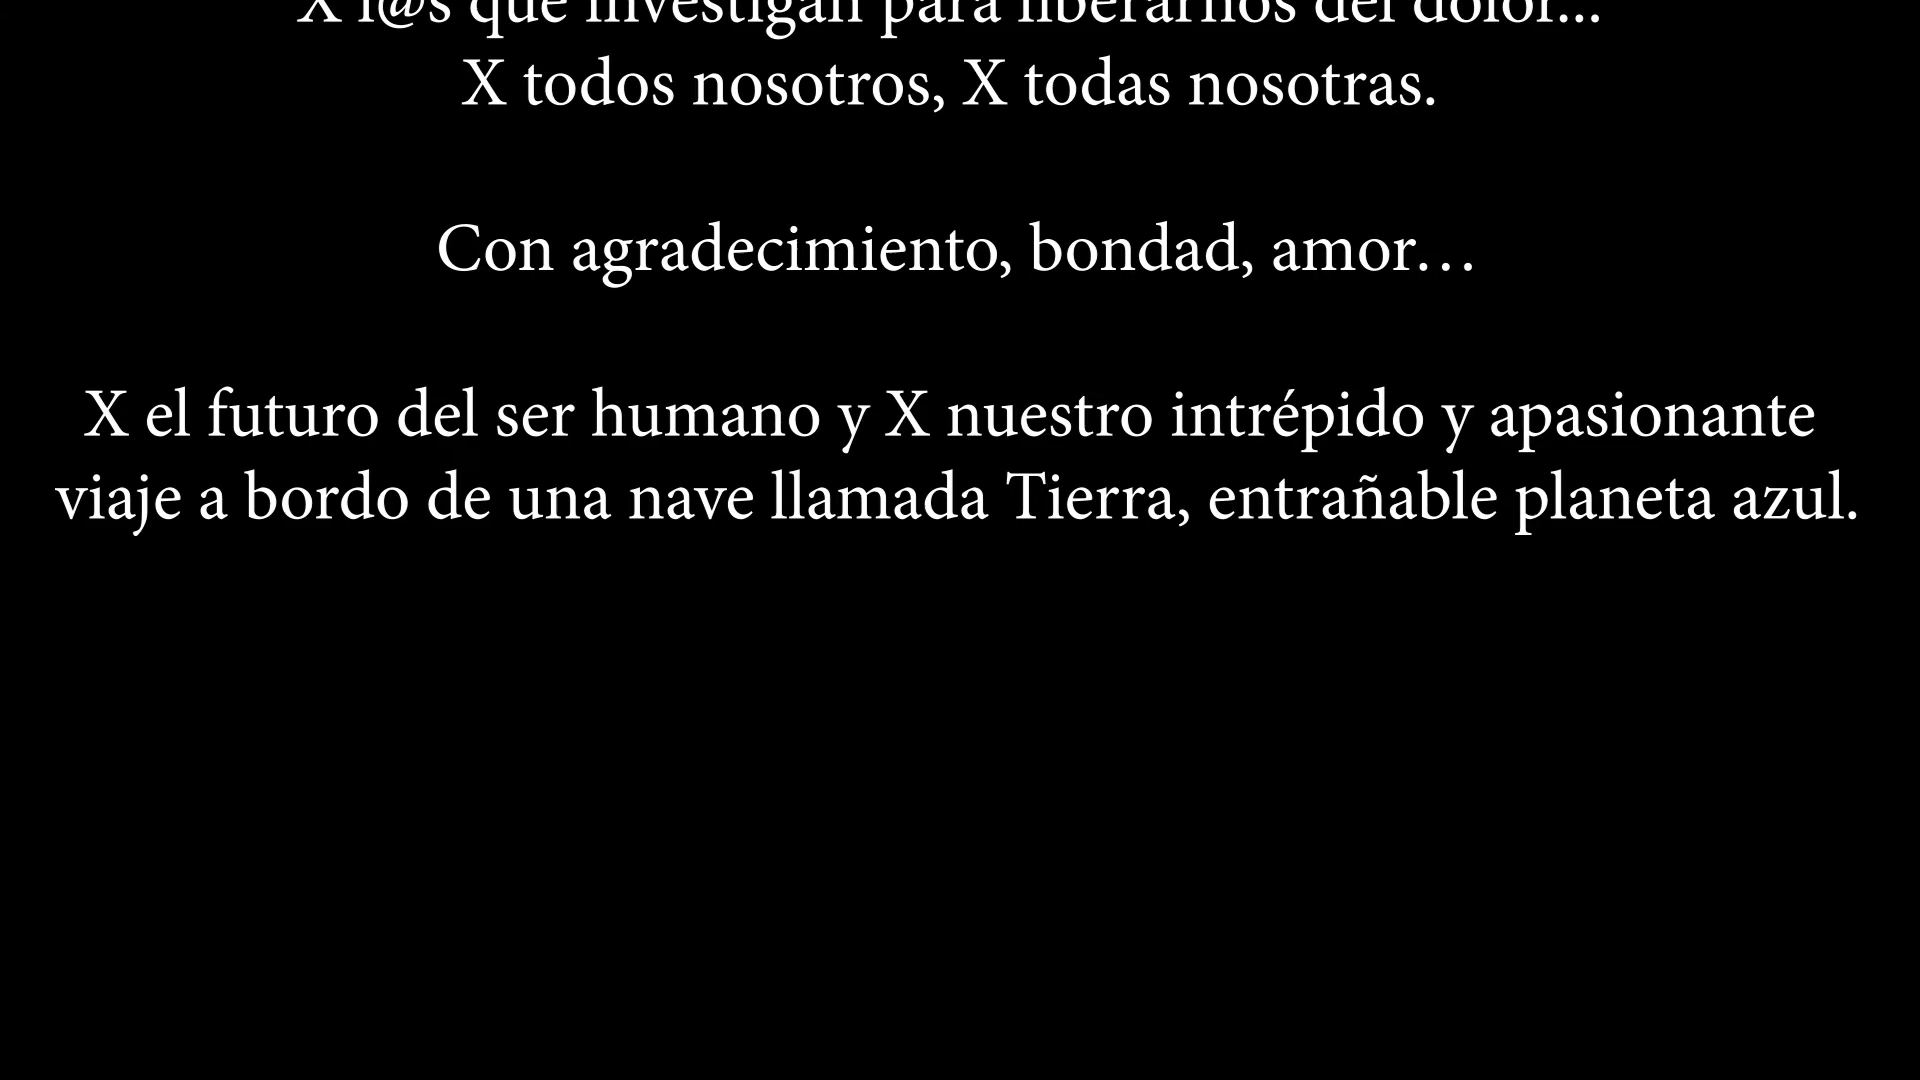 X l@s que investigan para liberarnos del dolor...
X todos nosotros, X todas nosotras.
Con agradecimiento, bondad, amor…
X el futuro del ser humano y X nuestro intrépido y apasionante
viaje a bordo de una nave llamada Tierra, entrañable planeta azul.